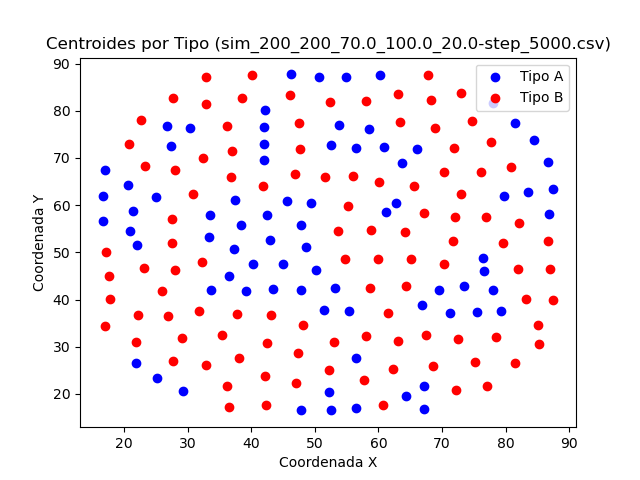 Centroides por Tipo (sim_200_200_70.0_100.0_20.0-step_5000.csv)
Tipo A
Tipo B
90
80
70
60
50
40
30
20
Coordenada Y
20 30 40 50 60 70 80 90
Coordenada X